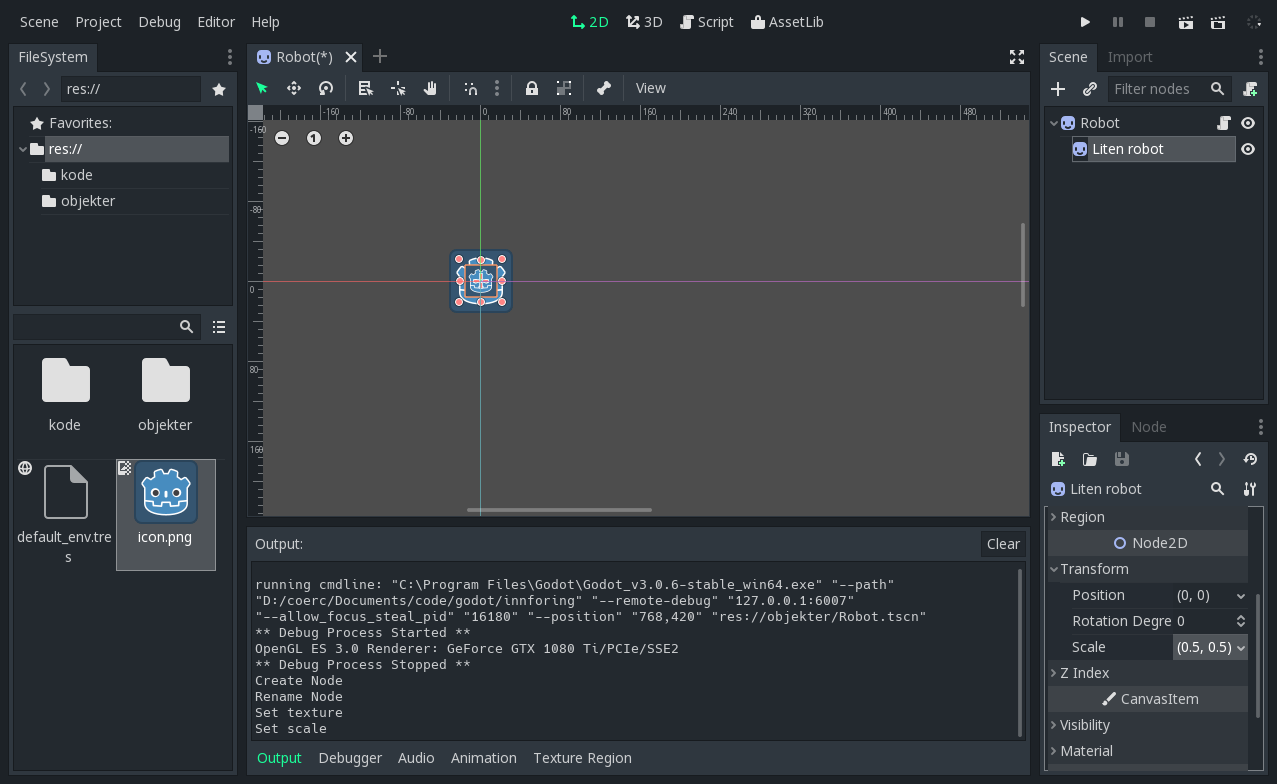 Scene Project Debug Editor Help 2D 3D Script AssetLib
FileSystem
res://
Favorites:
res://
kode
objekter
kode objekter
default_env.tre
s
icon.png
Robot(*)
View
-160 -80 0 80 160 240 320 400 480
-160
-80
0
80
160
1
Output:
Clear
running cmdline: "C:\Program Files\Godot\Godot_v3.0.6-stable_win64.exe" "--path"
"D:/coerc/Documents/code/godot/innforing" "--remote-debug" "127.0.0.1:6007"
"--allow_focus_steal_pid" "16180" "--position" "768,420" "res://objekter/Robot.tscn"
** Debug Process Started **
OpenGL ES 3.0 Renderer: GeForce GTX 1080 Ti/PCIe/SSE2
** Debug Process Stopped **
Create Node
Rename Node
Set texture
Set scale
Output Debugger Audio Animation Texture Region
Scene Import
Filter nodes
Robot
Liten robot
Inspector Node
Liten robot
Region
Node2D
Transform
Position (0, 0)
Rotation Degre 0
Scale (0.5, 0.5)
Z Index
CanvasItem
Visibility
Material